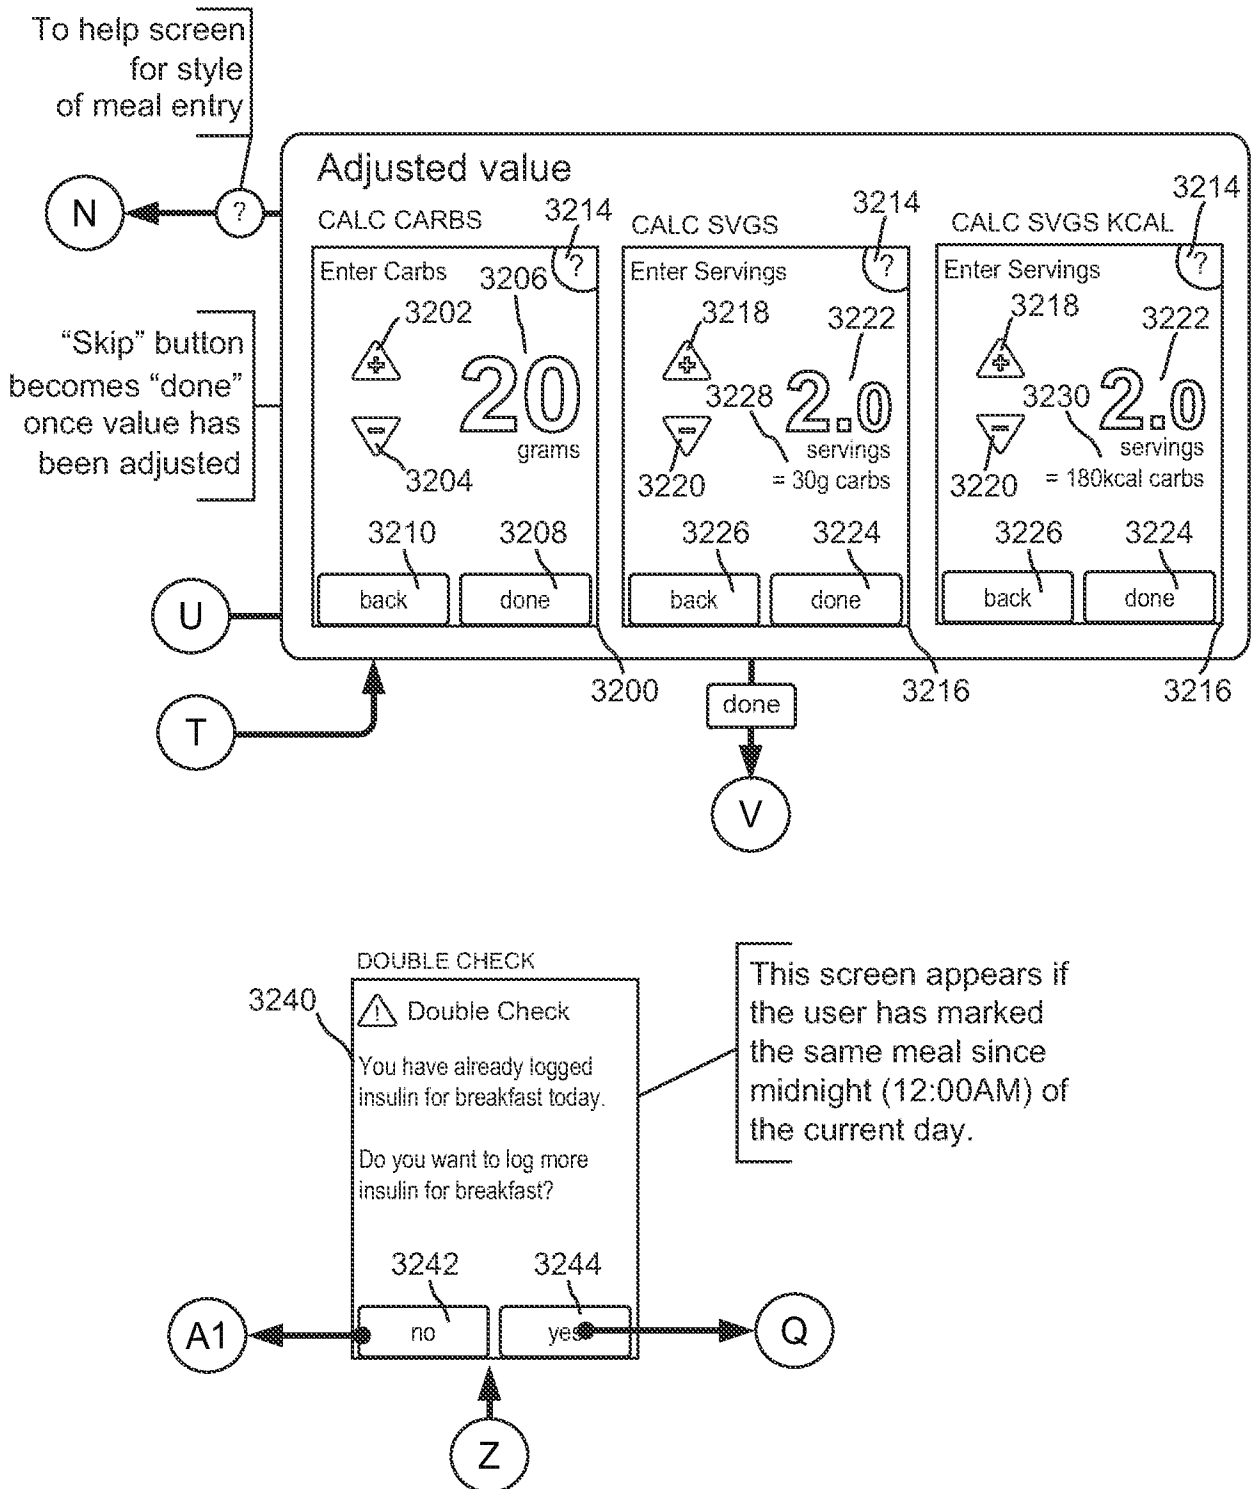 To help screen
for style
of meal entry
N
?
Adjusted value
CALC CARBS
3214
Enter Carbs
?
3206
3202
+
20
grams
-
3204
3210
3208
back
done
3200
CALC SVGS
3214
Enter Servings
?
3218
3222
+
2.0
3228
-
servings
3220
= 30g carbs
3226
3224
back
done
3216
CALC SVGS KCAL
3214
Enter Servings
?
3218
3222
+
2.0
3230
-
servings
3220
= 180kcal carbs
3226
3224
back
done
3216
“Skip” button
becomes “done”
once value has
been adjusted
U
T
done
V
DOUBLE CHECK
3240
! Double Check
You have already logged
insulin for breakfast today.
Do you want to log more
insulin for breakfast?
3242
3244
no
yes
A1
Q
Z
This screen appears if
the user has marked
the same meal since
midnight (12:00AM) of
the current day.